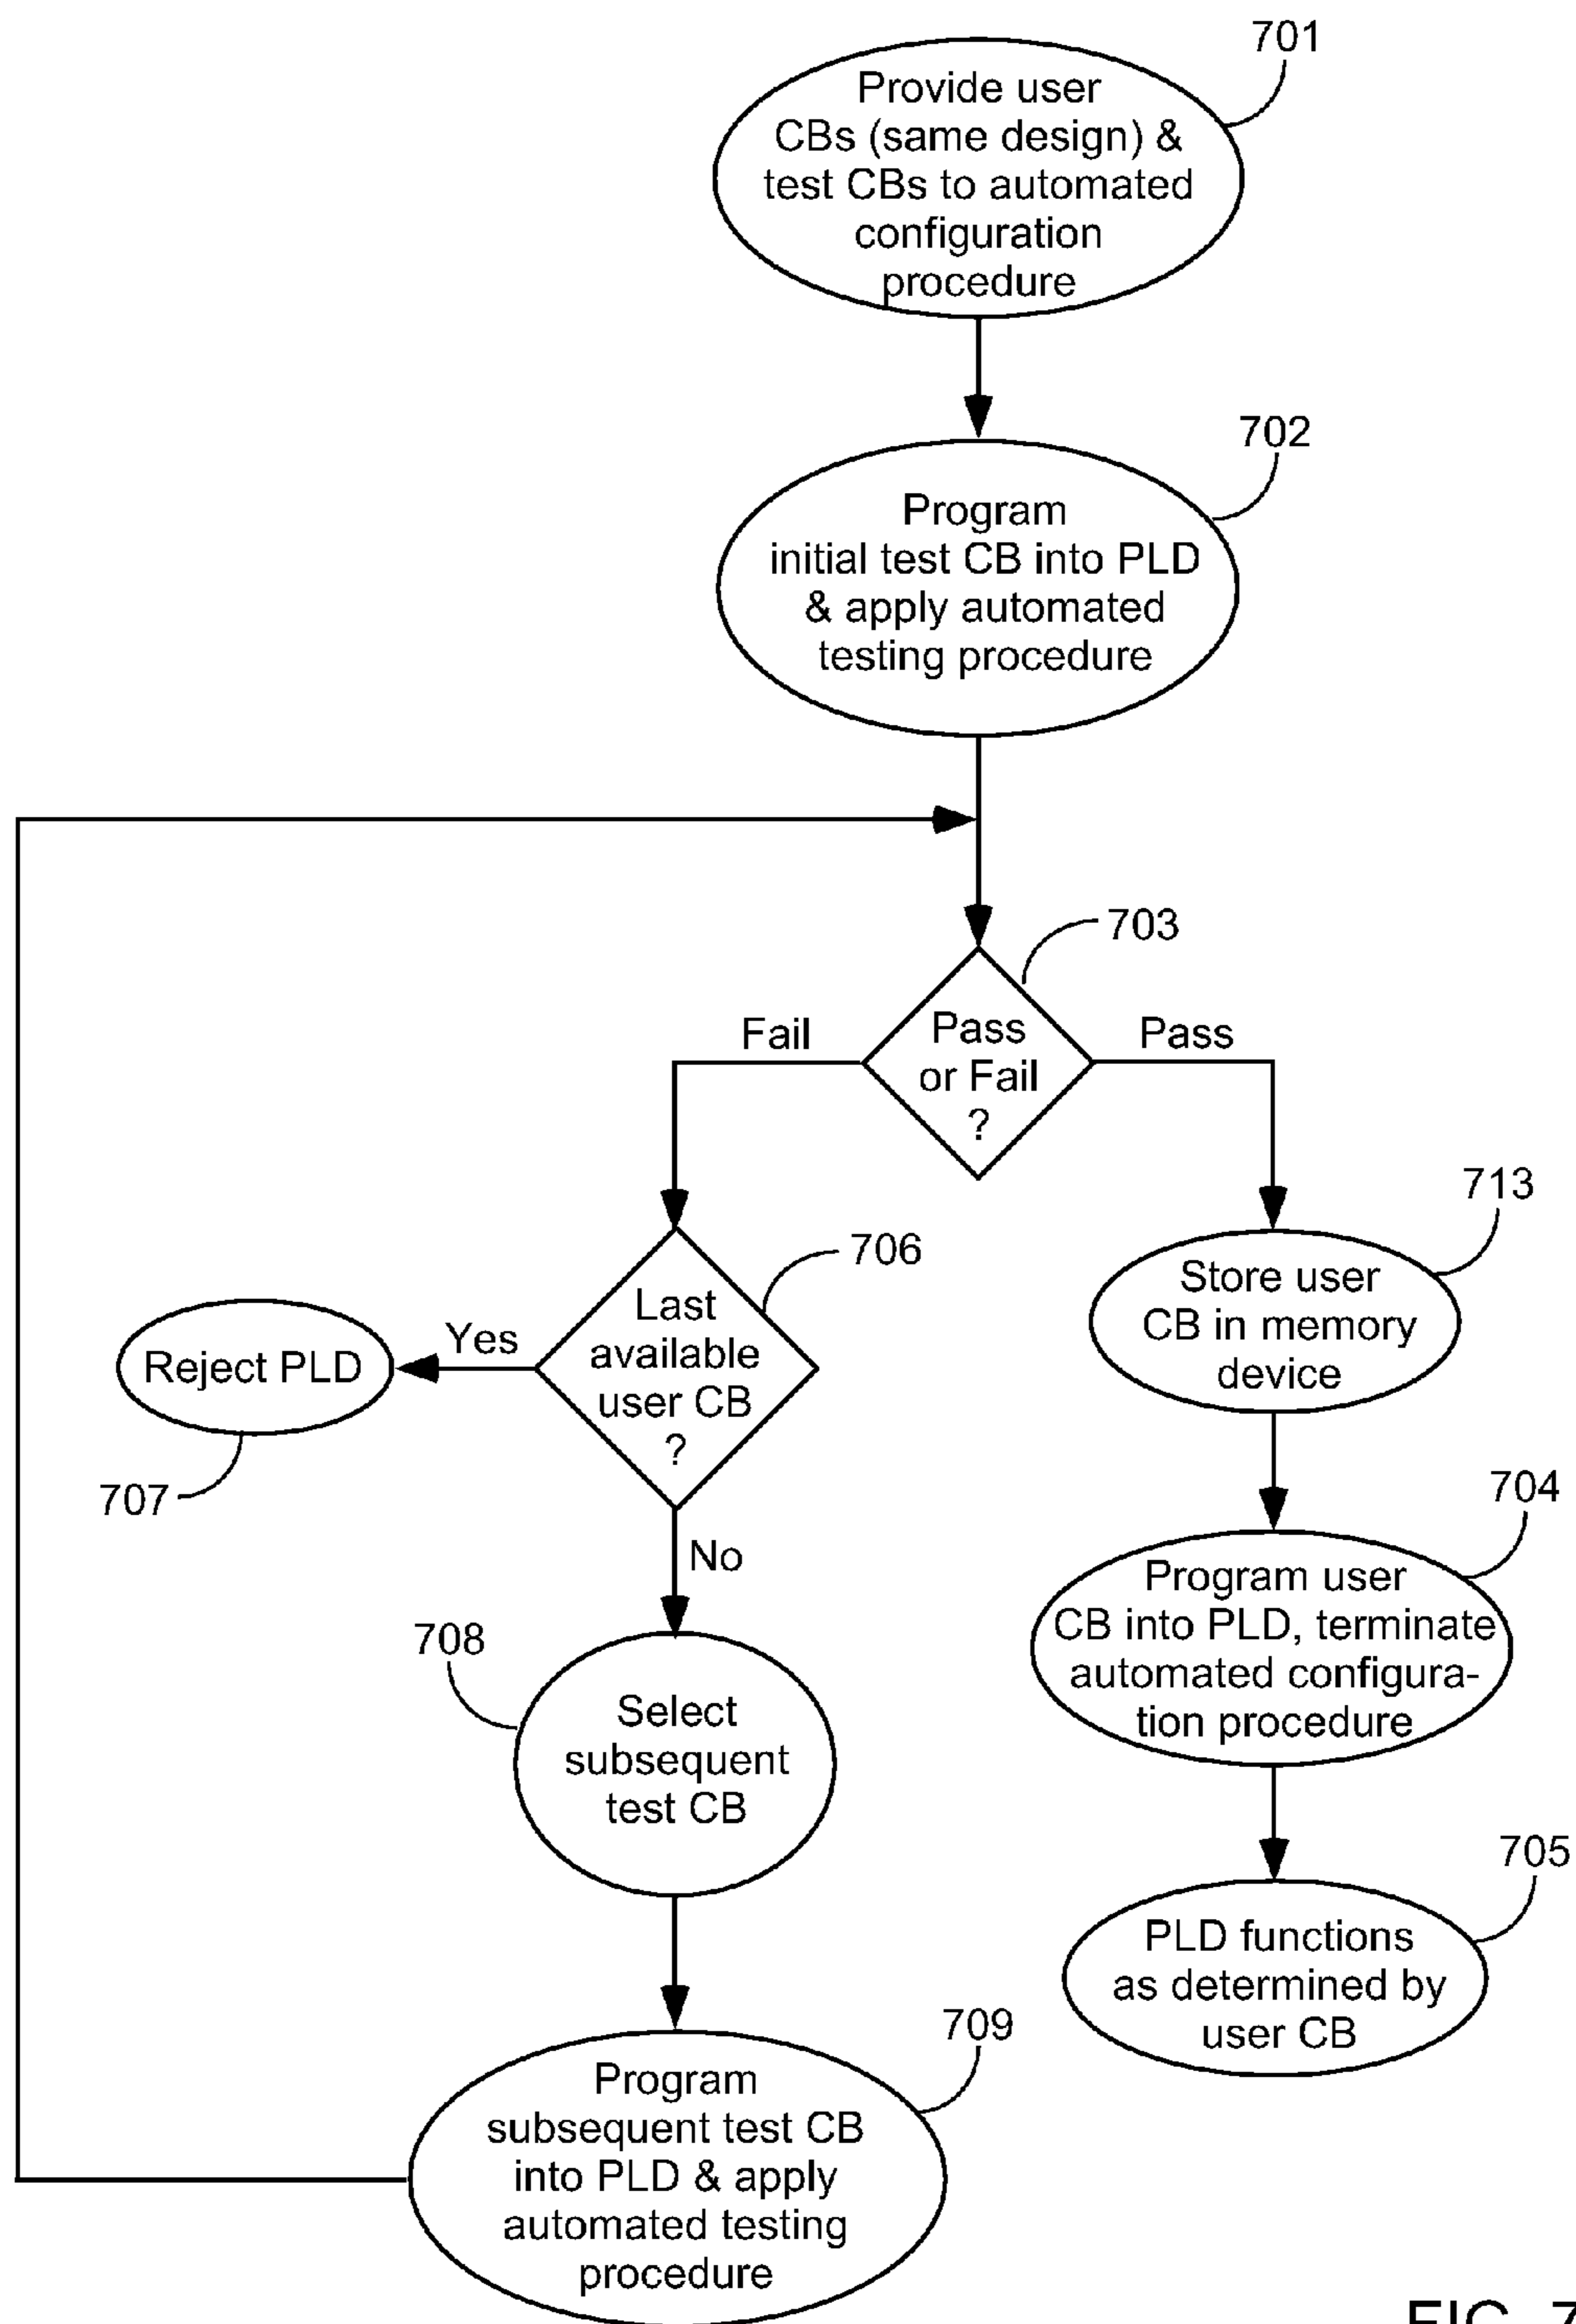 701
Provide user
CBs (same design) &
test CBs to automated
configuration
procedure
702
Program
initial test CB into PLD
& apply automated
testing procedure
703
Pass
or Fail
?
Fail
Pass
713
Store user
CB in memory
device
706
Last
available
user CB
?
Yes
Reject PLD
707
No
704
Program user
CB into PLD, terminate
automated configura-
tion procedure
708
Select
subsequent
test CB
705
PLD functions
as determined by
user CB
709
Program
subsequent test CB
into PLD & apply
automated testing
procedure
FIG. 7